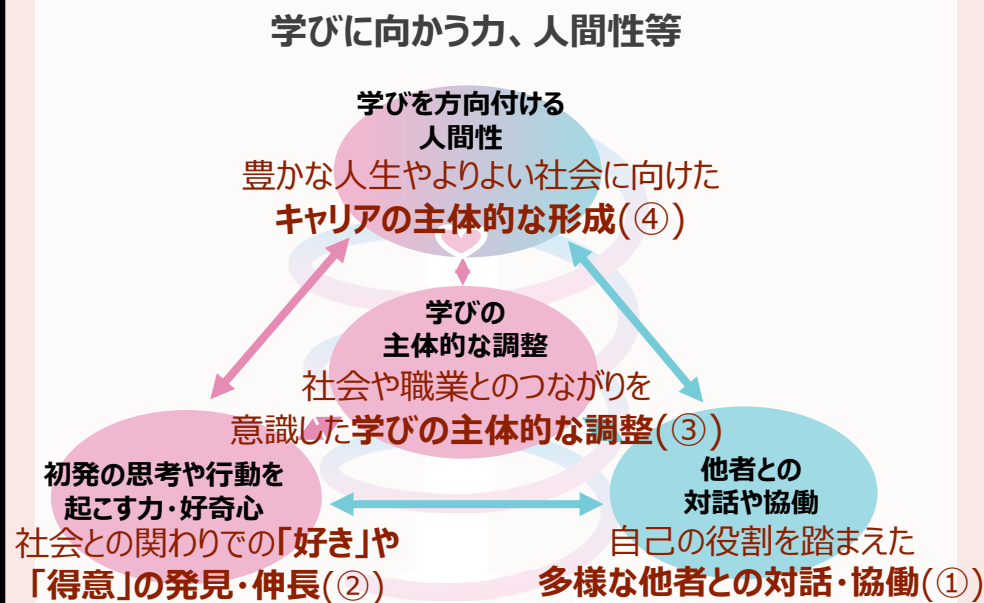 学びに向かう力、人間性等
学びを方向付ける
人間性
豊かな人生やよりよい社会に向けた
キャリアの主体的な形成(④)
学びの
主体的な調整
社会や職業とのつながりを
意識した学びの主体的な調整(③)
初発の思考や行動を
起こす力・好奇心
社会との関わりでの「好き」や
「得意」の発見・伸長(②)
他者との
対話や協働
自己の役割を踏まえた
多様な他者との対話・協働(①)